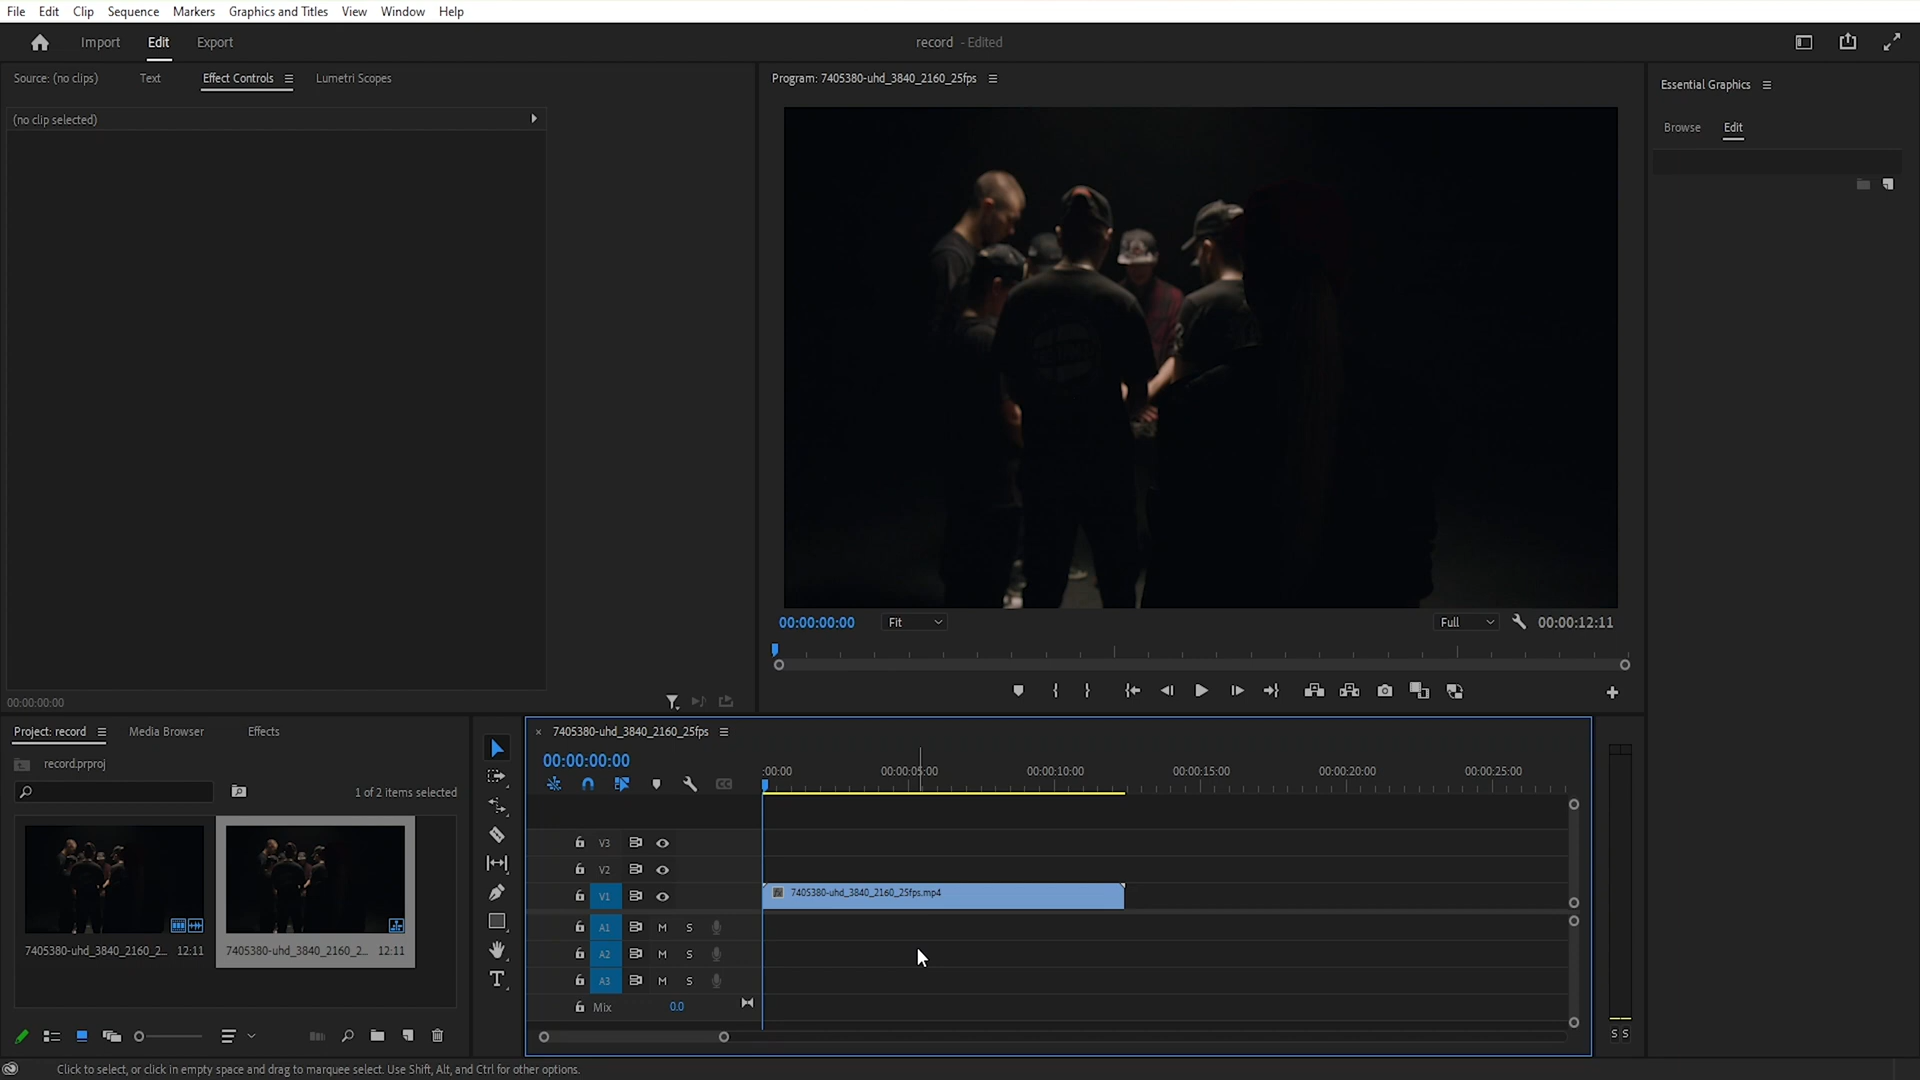 File Edit Clip Sequence Markers Graphics and Titles View Window Help
Import Edit Export
record - Edited
Source: (no clips) Text Effect Controls Lumetri Scopes
(no clip selected)
00:00:00:00
Program: 7405380-uhd_3840_2160_25fps
00:00:00:00 Fit Full 00:00:12:11
Essential Graphics
Browse Edit
Project: record Media Browser Effects
record.prproj
1 of 2 items selected
7405380-uhd_3840_2160_2... 12:11
7405380-uhd_3840_2160_2... 12:11
7405380-uhd_3840_2160_25fps
00:00:00:00
:00:00 00:00:05:00 00:00:10:00 00:00:15:00 00:00:20:00 00:00:25:00
V3
V2
V1
7405380-uhd_3840_2160_25fps.mp4
A1 M S
A2 M S
A3 M S
Mix 0.0
S S
Click to select, or click in empty space and drag to marquee select. Use Shift, Alt, and Ctrl for other options.